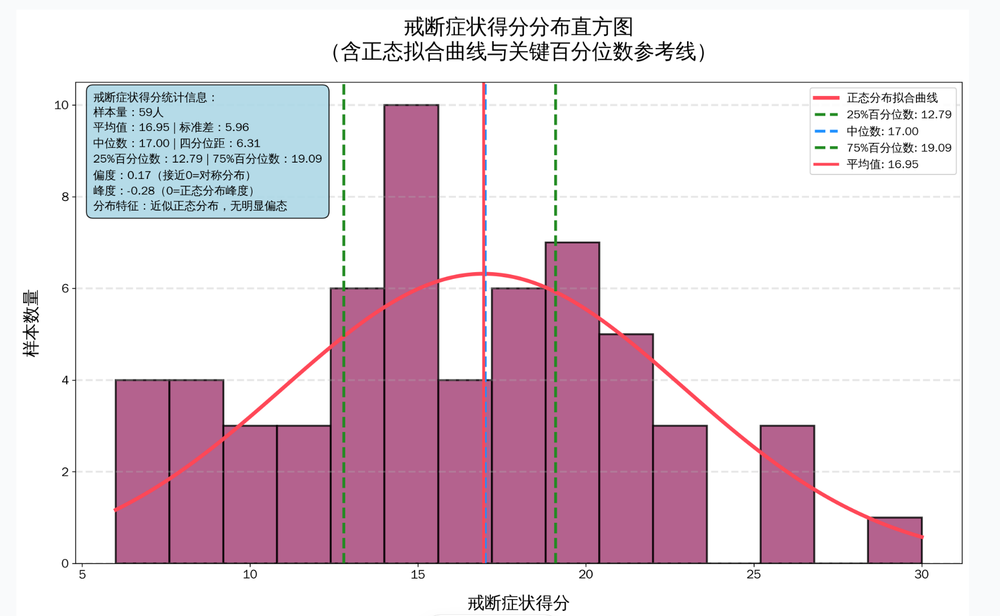 戒断症状得分分布直方图
（含正态拟合曲线与关键百分位数参考线）
戒断症状得分统计信息：
样本量：59人
平均值：16.95 | 标准差：5.96
中位数：17.00 | 四分位距：6.31
25%百分位数：12.79 | 75%百分位数：19.09
偏度：0.17（接近0=对称分布）
峰度：-0.28（0=正态分布峰度）
分布特征：近似正态分布，无明显偏态
正态分布拟合曲线
25%百分位数: 12.79
中位数: 17.00
75%百分位数: 19.09
平均值: 16.95
样本数量
10
8
6
4
2
0
5 10 15 20 25 30
戒断症状得分